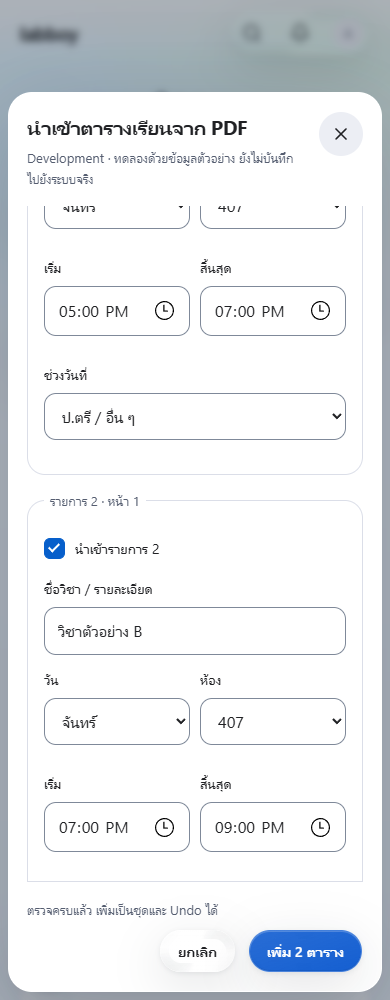 labboy
นำเข้าตารางเรียนจาก PDF
Development · ทดลองด้วยข้อมูลตัวอย่าง ยังไม่บันทึก
ไปยังระบบจริง
จันทร์ 407
เริ่ม สิ้นสุด
05:00 PM 07:00 PM
ช่วงวันที่
ป.ตรี / อื่น ๆ
รายการ 2 · หน้า 1
นำเข้ารายการ 2
ชื่อวิชา / รายละเอียด
วิชาตัวอย่าง B
วัน ห้อง
จันทร์ 407
เริ่ม สิ้นสุด
07:00 PM 09:00 PM
ตรวจครบแล้ว เพิ่มเป็นชุดและ Undo ได้
ยกเลิก เพิ่ม 2 ตาราง